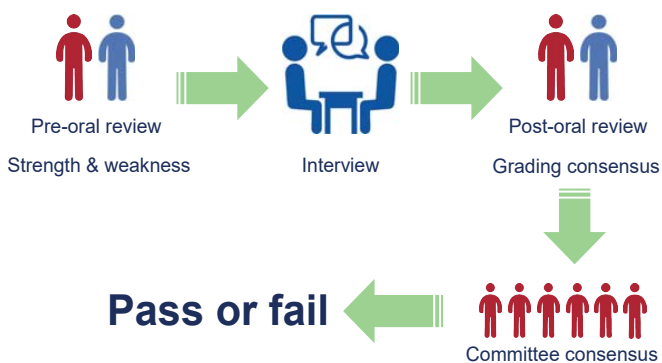 Pre-oral review
Strength & weakness
Interview
Post-oral review
Grading consensus
Committee consensus
Pass or fail